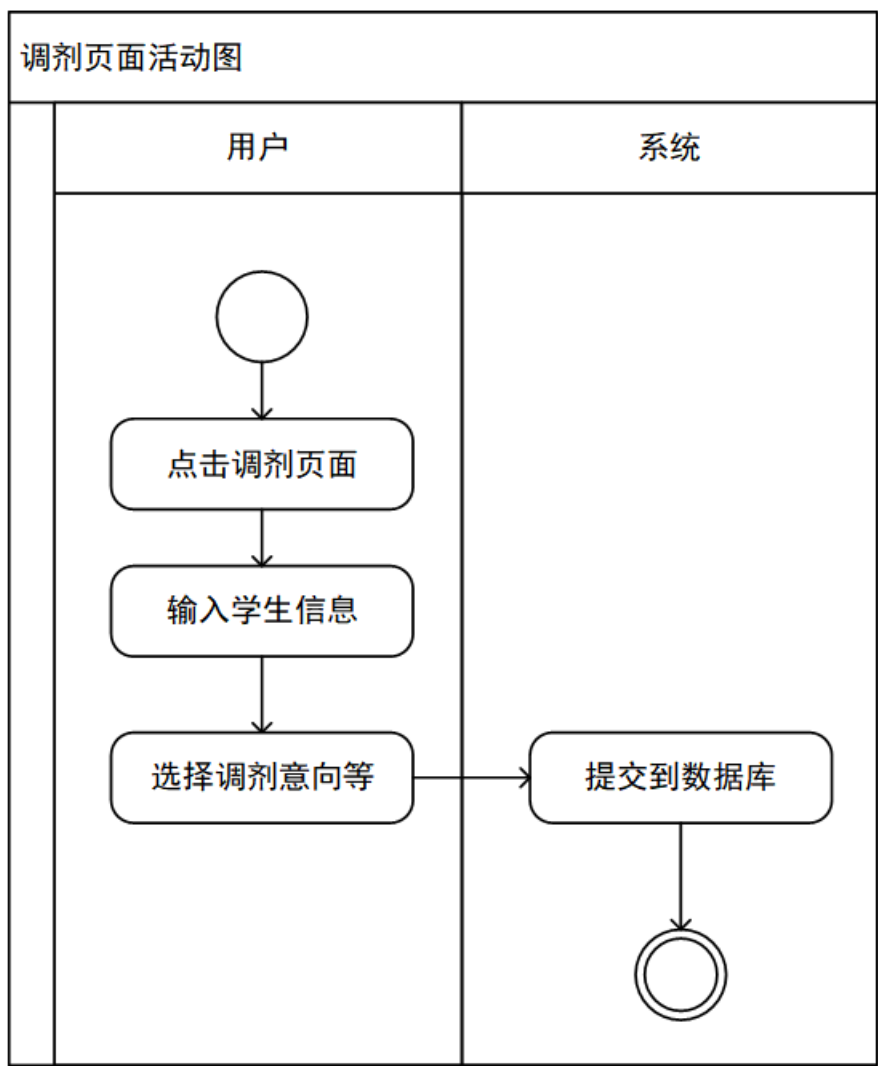 调剂页面活动图
用户
系统
点击调剂页面
输入学生信息
选择调剂意向等
提交到数据库